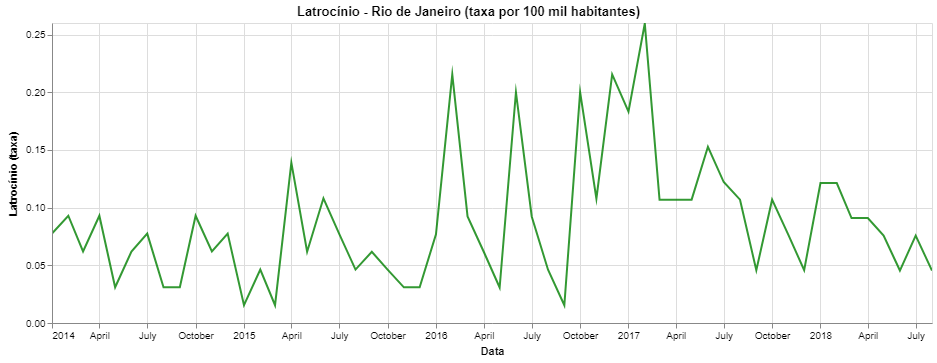 Latrocínio - Rio de Janeiro (taxa por 100 mil habitantes)
Latrocínio (taxa)
0.25
0.20
0.15
0.10
0.05
0.00
2014 April July October 2015 April July October 2016 April July October 2017 April July October 2018 April July
Data